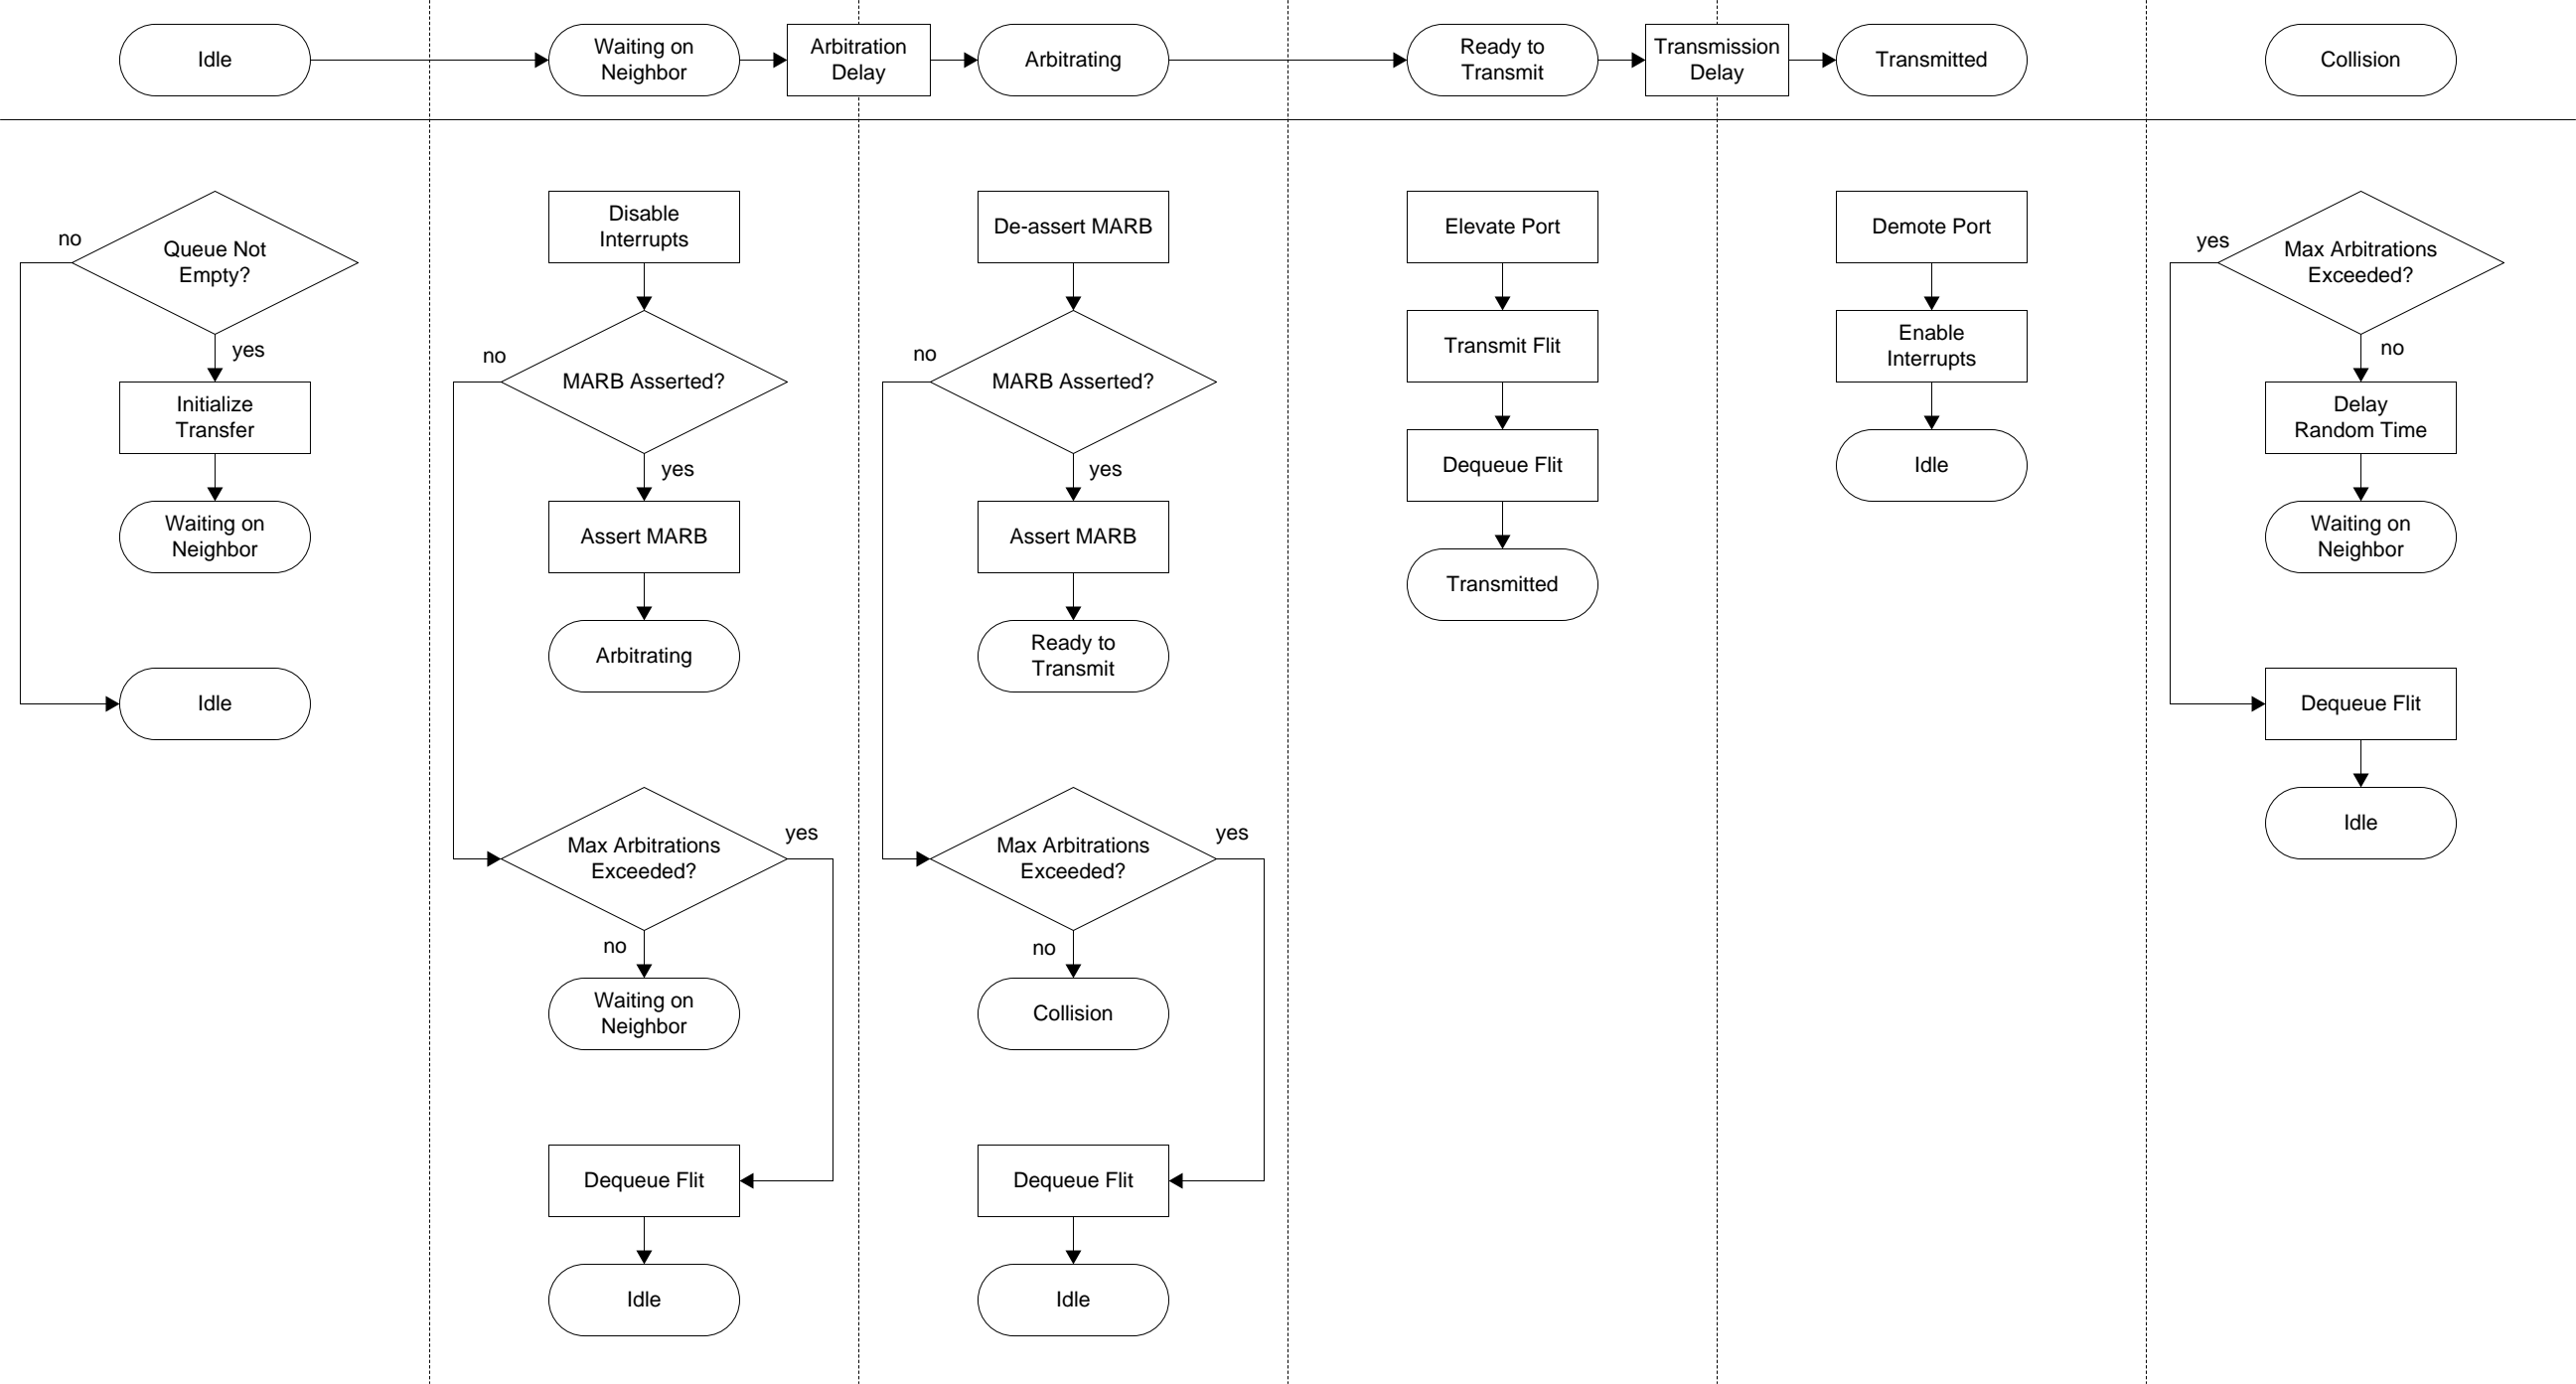 Idle
Waiting on
Neighbor
Arbitration
Delay
Arbitrating
Ready to
Transmit
Transmission
Delay
Transmitted
Collision
Queue Not
Empty?
no
yes
Initialize
Transfer
Waiting on
Neighbor
Idle
Disable
Interrupts
MARB Asserted?
no
yes
Assert MARB
Arbitrating
Max Arbitrations
Exceeded?
yes
no
Waiting on
Neighbor
Dequeue Flit
Idle
De-assert MARB
MARB Asserted?
no
yes
Assert MARB
Ready to
Transmit
Max Arbitrations
Exceeded?
yes
no
Collision
Dequeue Flit
Idle
Elevate Port
Transmit Flit
Dequeue Flit
Transmitted
Demote Port
Enable
Interrupts
Idle
Max Arbitrations
Exceeded?
yes
no
Delay
Random Time
Waiting on
Neighbor
Dequeue Flit
Idle